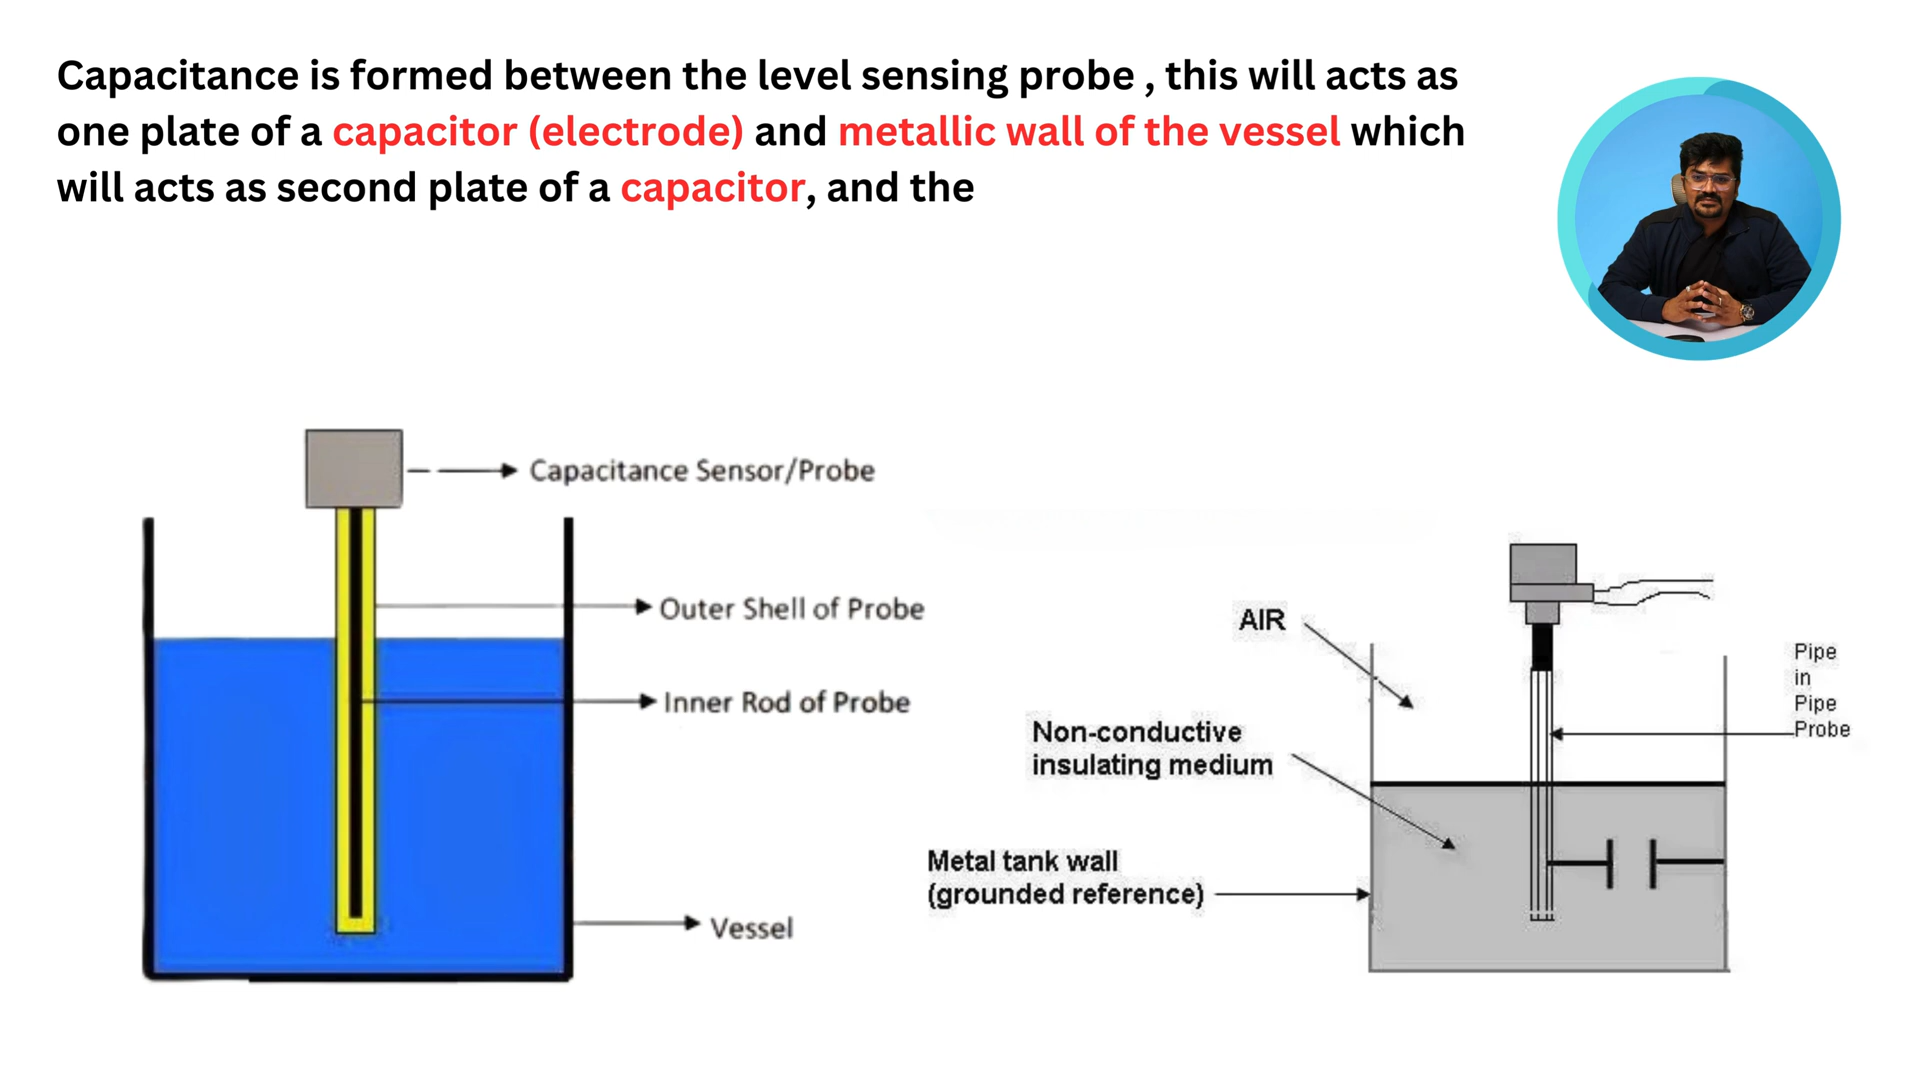 Capacitance is formed between the level sensing probe , this will acts as
one plate of a capacitor (electrode) and metallic wall of the vessel which
will acts as second plate of a capacitor, and the
Capacitance Sensor/Probe
Outer Shell of Probe
Inner Rod of Probe
Vessel
AIR
Non-conductive
insulating medium
Metal tank wall
(grounded reference)
Pipe
in
Pipe
Probe